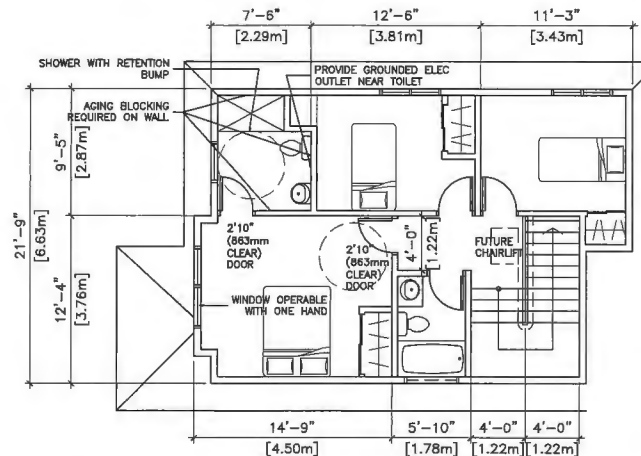 7'-6"
[2.29m]
12'-6"
[3.81m]
11'-3"
[3.43m]
SHOWER WITH RETENTION
BUMP
PROVIDE GROUNDED ELEC
OUTLET NEAR TOILET
AGING BLOCKING
REQUIRED ON WALL
21'-9"
[6.63m]
9'-5"
[2.87m]
12'-4"
[3.76m]
2'10"
(863mm
CLEAR)
DOOR
2'10"
(863mm
CLEAR)
DOOR
4'-0"
[1.22m]
FUTURE
CHAIRLIFT
WINDOW OPERABLE
WITH ONE HAND
14'-9"
[4.50m]
5'-10"
[1.78m]
4'-0"
[1.22m]
4'-0"
[1.22m]